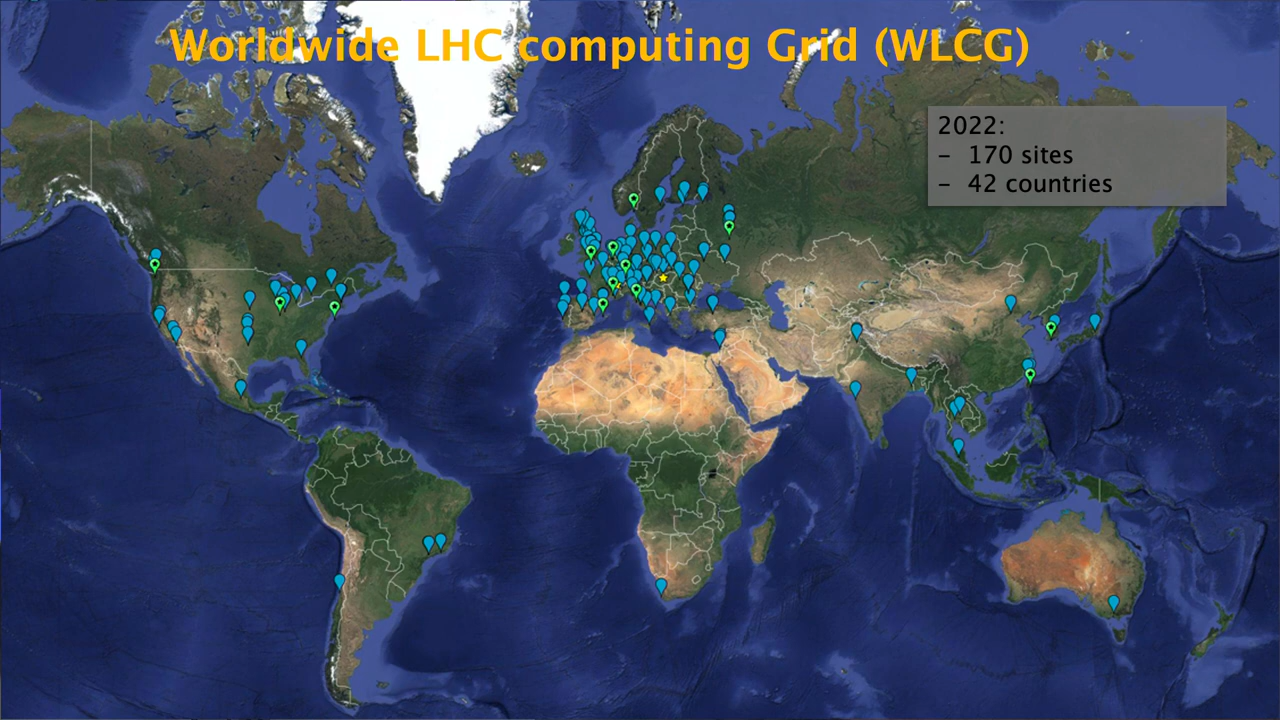 Worldwide LHC computing Grid (WLCG)
2022:
– 170 sites
– 42 countries